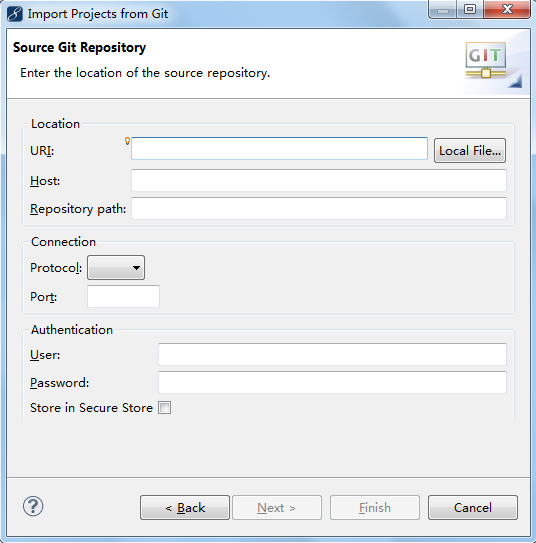 Import Projects from Git
Source Git Repository
Enter the location of the source repository.
GIT
Location
URI:
Local File...
Host:
Repository path:
Connection
Protocol:
Port:
Authentication
User:
Password:
Store in Secure Store
?
< Back
Next >
Finish
Cancel